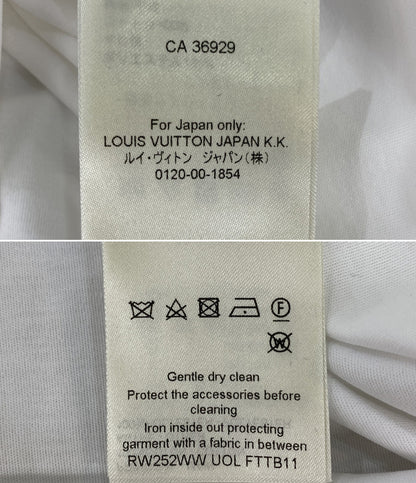 CA 36929
For Japan only:
LOUIS VUITTON JAPAN K.K.
ルイ・ヴィトン ジャパン(株)
0120-00-1854
F
W
Gentle dry clean
Protect the accessories before
cleaning
Iron inside out protecting
garment with a fabric in between
RW252WW UOL FTTB11